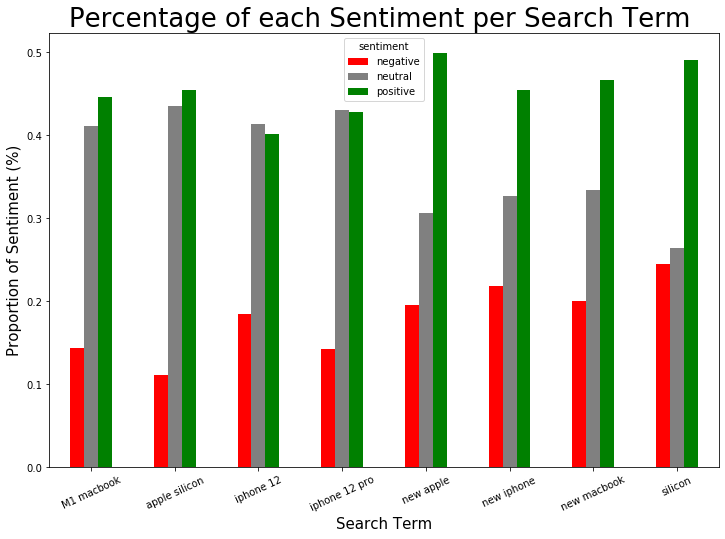 Percentage of each Sentiment per Search Term
sentiment
negative
neutral
positive
Proportion of Sentiment (%)
0.5
0.4
0.3
0.2
0.1
0.0
M1 macbook
apple silicon
iphone 12
iphone 12 pro
new apple
new iphone
new macbook
silicon
Search Term